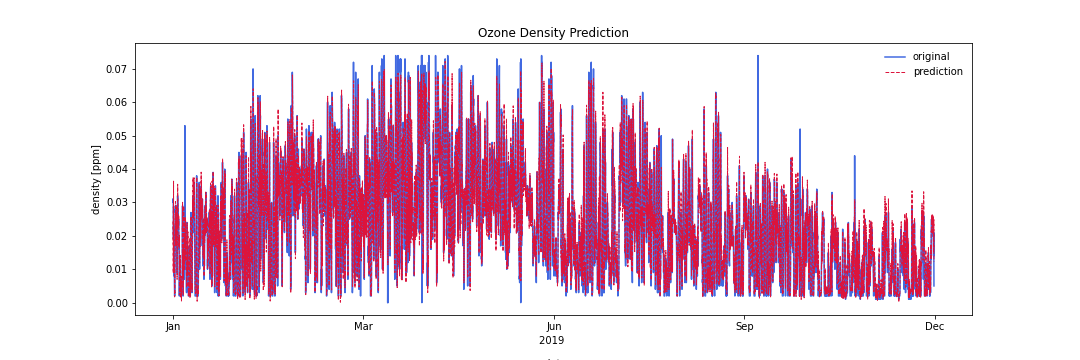 Ozone Density Prediction
original
prediction
density [ppm]
0.07
0.06
0.05
0.04
0.03
0.02
0.01
0.00
Jan Mar Jun Sep Dec
2019